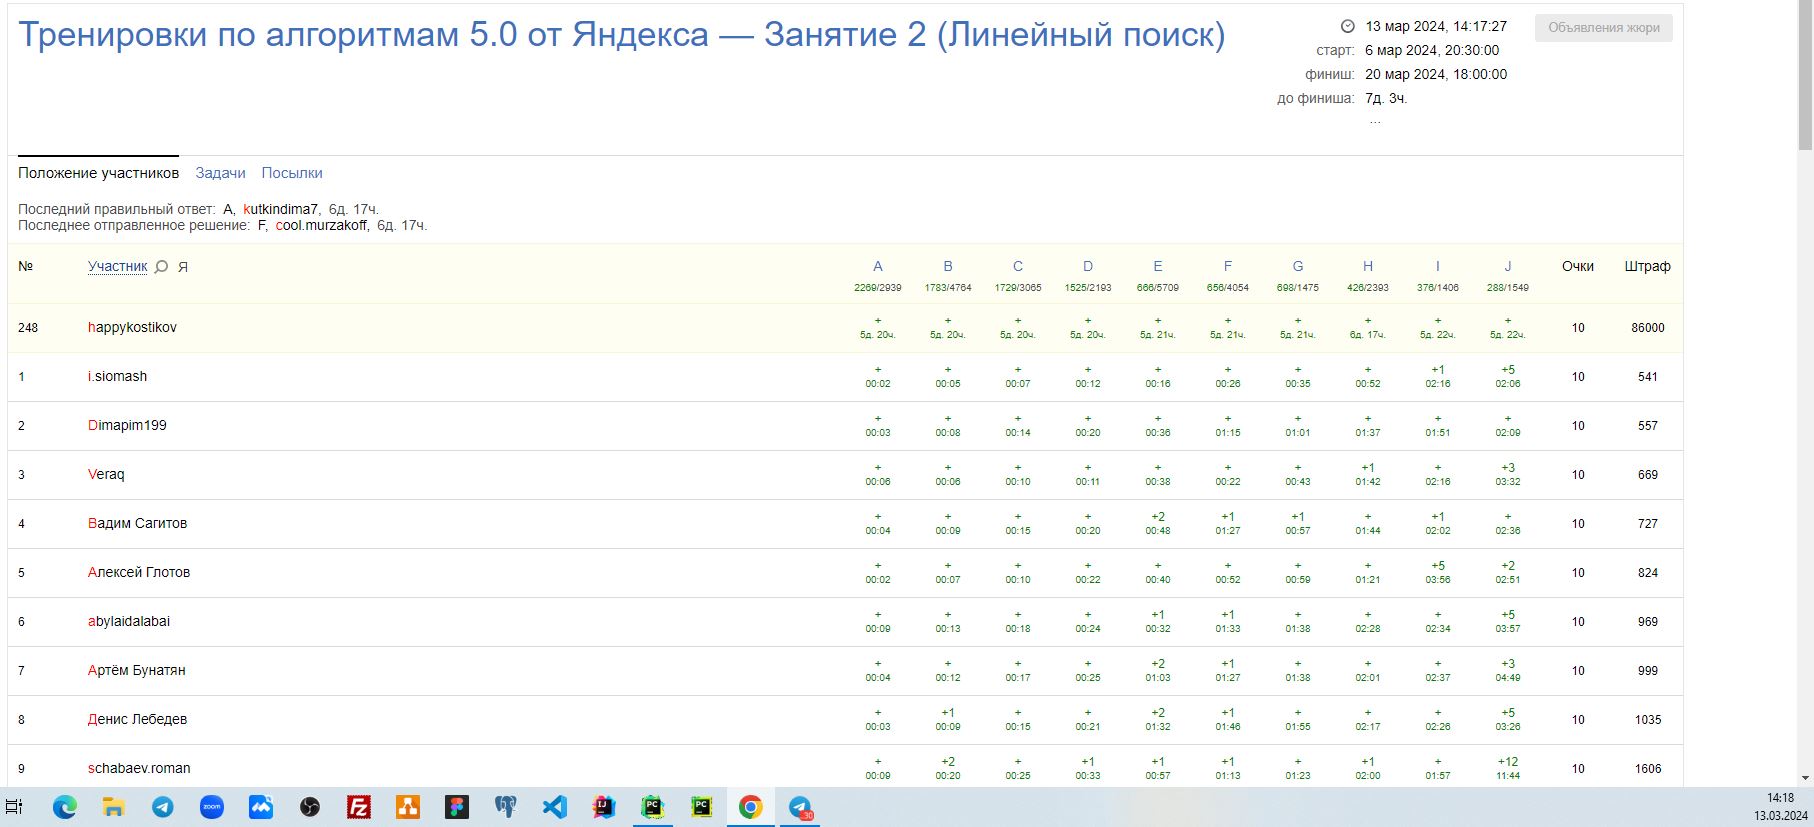 Тренировки по алгоритмам 5.0 от Яндекса — Занятие 2 (Линейный поиск)
13 мар 2024, 14:17:27
старт: 6 мар 2024, 20:30:00
финиш: 20 мар 2024, 18:00:00
до финиша: 7д. 3ч.
...
Объявления жюри
Положение участников Задачи Посылки
Последний правильный ответ: A, kutkindima7, 6д. 17ч.
Последнее отправленное решение: F, cool.murzakoff, 6д. 17ч.
№ Участник Я A B C D E F G H I J Очки Штраф
2269/2939 1783/4764 1729/3065 1525/2193 666/5709 656/4054 698/1475 426/2393 376/1406 288/1549
248 happykostikov + + + + + + + + + + 10 86000
5д. 20ч. 5д. 20ч. 5д. 20ч. 5д. 20ч. 5д. 21ч. 5д. 21ч. 5д. 21ч. 6д. 17ч. 5д. 22ч. 5д. 22ч.
1 i.siomash + + + + + + + + +1 +5 10 541
00:02 00:05 00:07 00:12 00:16 00:26 00:35 00:52 02:16 02:06
2 Dimapim199 + + + + + + + + + + 10 557
00:03 00:08 00:14 00:20 00:36 01:15 01:01 01:37 01:51 02:09
3 Veraq + + + + + + + +1 + +3 10 669
00:06 00:06 00:10 00:11 00:38 00:22 00:43 01:42 02:16 03:32
4 Вадим Сагитов + + + + +2 +1 +1 + +1 + 10 727
00:04 00:09 00:15 00:20 00:48 01:27 00:57 01:44 02:02 02:36
5 Алексей Глотов + + + + + + + + +5 +2 10 824
00:02 00:07 00:10 00:22 00:40 00:52 00:59 01:21 03:56 02:51
6 abylaidalabai + + + + +1 +1 + + + +5 10 969
00:09 00:13 00:18 00:24 00:32 01:33 01:38 02:28 02:34 03:57
7 Артём Бунатян + + + + +2 +1 + + + +3 10 999
00:04 00:12 00:17 00:25 01:03 01:27 01:38 02:01 02:37 04:49
8 Денис Лебедев + +1 + + +2 +1 + + + +5 10 1035
00:03 00:09 00:15 00:21 01:32 01:46 01:55 02:17 02:26 03:26
9 schabaev.roman + +2 + +1 +1 +1 + +1 + +12 10 1606
00:09 00:20 00:25 00:33 00:57 01:13 01:23 02:00 01:57 11:44
zoom FZ IJ PC PC 30
14:18
13.03.2024